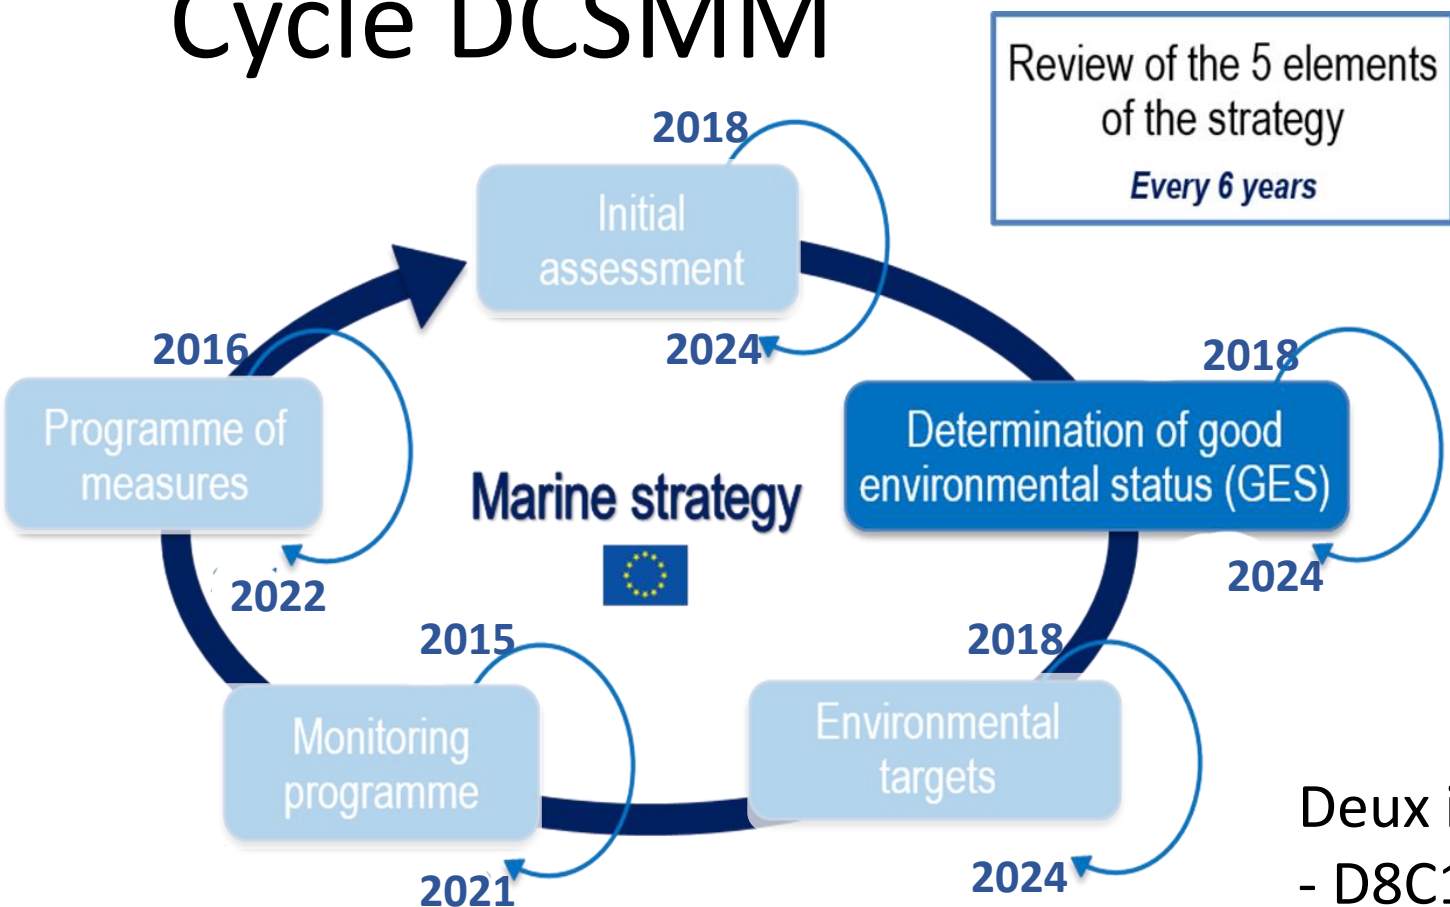 Cycle DCSMM
Review of the 5 elements
of the strategy
Every 6 years
2018
Initial
assessment
2024
2016
Programme of
measures
2022
2018
Determination of good
environmental status (GES)
2024
Marine strategy
2015
Monitoring
programme
2021
2018
Environmental
targets
2024
Deux
- D8C1